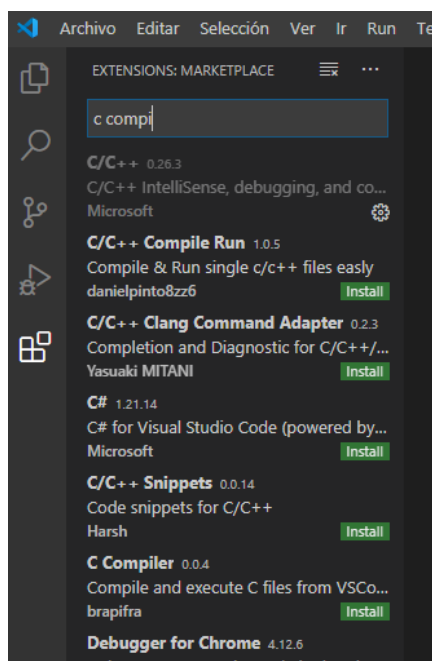 Archivo Editar Selección Ver Ir Run
EXTENSIONS: MARKETPLACE ...
c compi
C/C++ 0.26.3
C/C++ IntelliSense, debugging, and co...
Microsoft
C/C++ Compile Run 1.0.5
Compile & Run single c/c++ files easly
danielpinto8zz6 Install
C/C++ Clang Command Adapter 0.2.3
Completion and Diagnostic for C/C++/...
Yasuaki MITANI Install
C# 1.21.14
C# for Visual Studio Code (powered by...
Microsoft Install
C/C++ Snippets 0.0.14
Code snippets for C/C++
Harsh Install
C Compiler 0.0.4
Compile and execute C files from VSCo...
brapifra Install
Debugger for Chrome 4.12.6